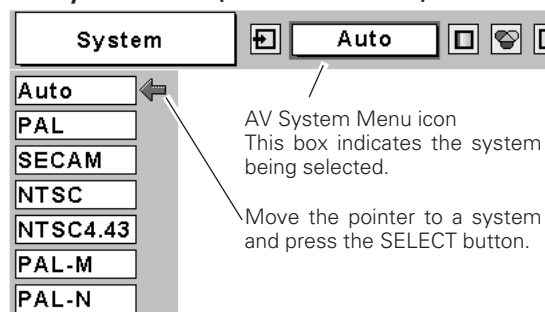 System
Auto
Auto
PAL
SECAM
NTSC
NTSC4.43
PAL-M
PAL-N
AV System Menu icon
This box indicates the system
being selected.
Move the pointer to a system
and press the SELECT button.